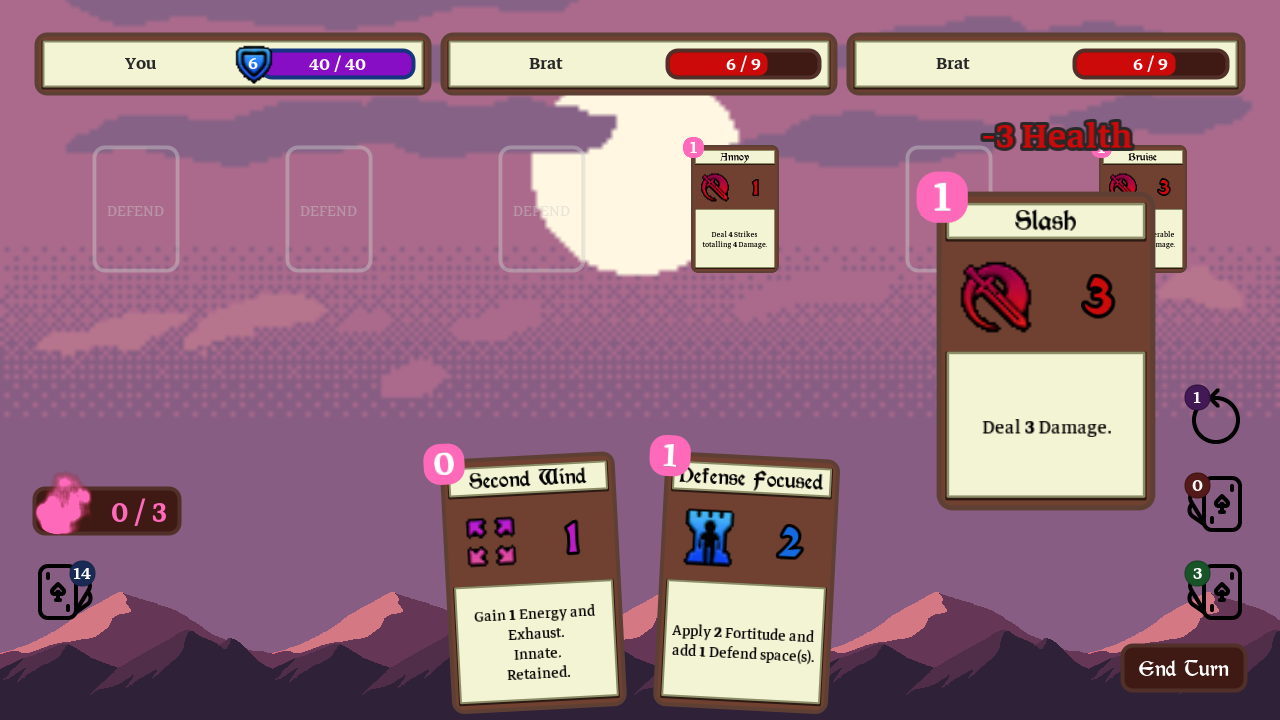 You
6
40 / 40
Brat
6 / 9
Brat
6 / 9
-3 Health
DEFEND
DEFEND
DEFEND
1
Annoy
1
Deal 4 Strikes
totalling 4 Damage.
Bruise
3
1
Slash
3
Deal 3 Damage.
1
0
3
0 / 3
14
0
Second Wind
1
Gain 1 Energy and
Exhaust.
Innate.
Retained.
1
Defense Focused
2
Apply 2 Fortitude and
add 1 Defend space(s).
End Turn